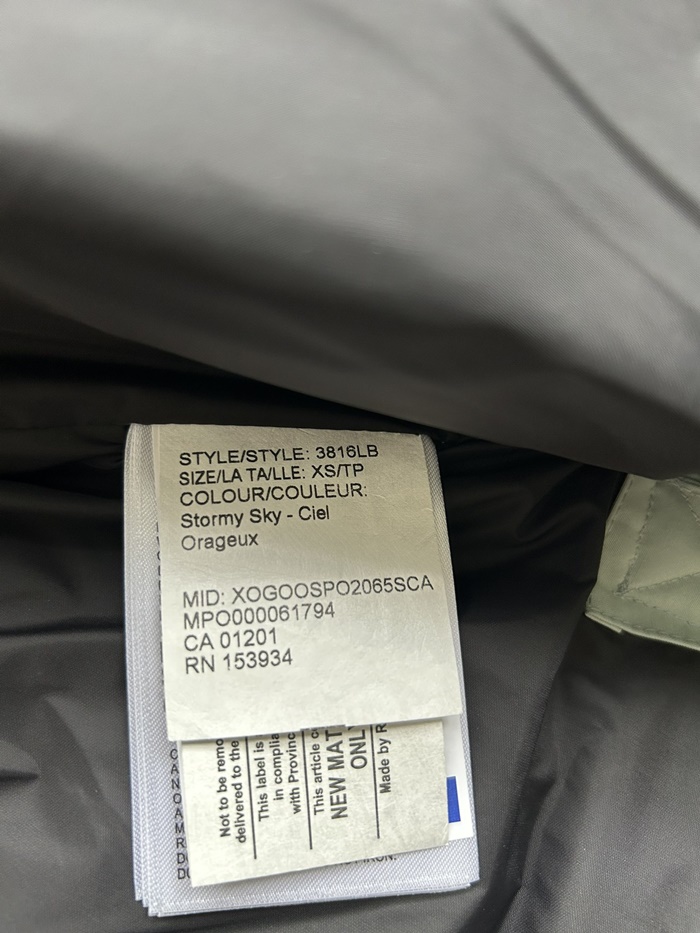 STYLE/STYLE: 3816LB
SIZE/LA TA/LLE: XS/TP
COLOUR/COULEUR:
Stormy Sky - Ciel
Orageux
MID: XOGOOSPO2065SCA
MPO000061794
CA 01201
RN 153934
Not to be remo
delivered to the
This label is
in complia
with Provinc
This article c
NEW MAT
ONLY
Made by R
C
A
N
O
A
M
R
D